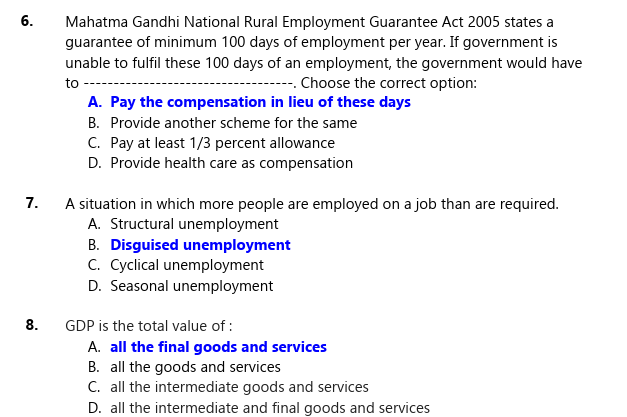 6. Mahatma Gandhi National Rural Employment Guarantee Act 2005 states a
guarantee of minimum 100 days of employment per year. If government is
unable to fulfil these 100 days of an employment, the government would have
to ----------------------------------. Choose the correct option:
A. Pay the compensation in lieu of these days
B. Provide another scheme for the same
C. Pay at least 1/3 percent allowance
D. Provide health care as compensation
7. A situation in which more people are employed on a job than are required.
A. Structural unemployment
B. Disguised unemployment
C. Cyclical unemployment
D. Seasonal unemployment
8. GDP is the total value of :
A. all the final goods and services
B. all the goods and services
C. all the intermediate goods and services
D. all the intermediate and final goods and services